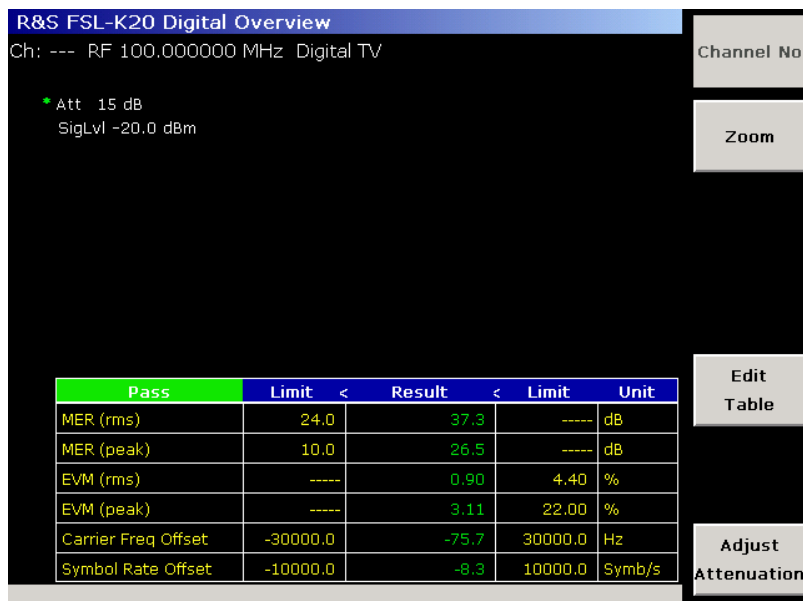 R&S FSL-K20 Digital Overview
Ch: --- RF 100.000000 MHz Digital TV
* Att 15 dB
SigLvl -20.0 dBm
Pass Limit < Result < Limit Unit
MER (rms) 24.0 37.3 ----- dB
MER (peak) 10.0 26.5 ----- dB
EVM (rms) ----- 0.90 4.40 %
EVM (peak) ----- 3.11 22.00 %
Carrier Freq Offset -30000.0 -75.7 30000.0 Hz
Symbol Rate Offset -10000.0 -8.3 10000.0 Symb/s
Channel No
Zoom
Edit
Table
Adjust
Attenuation